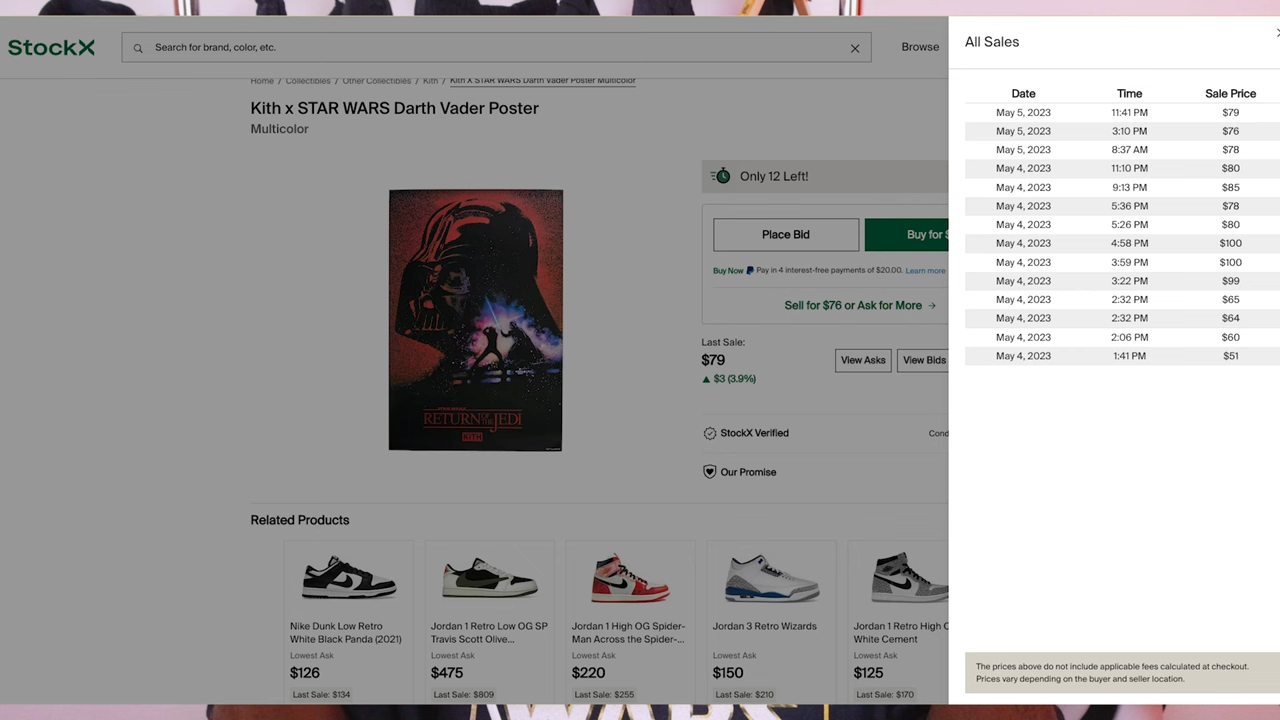 StockX
Search for brand, color, etc.
Browse
All Sales
Home / Collectibles / Other Collectibles / Kith / Kith x STAR WARS Darth Vader Poster Multicolor
Kith x STAR WARS Darth Vader Poster
Multicolor
Only 12 Left!
Place Bid
Buy for $
Buy Now Pay in 4 interest-free payments of $20.00. Learn more
Sell for $76 or Ask for More →
Last Sale:
$79
▲ $3 (3.9%)
View Asks
View Bids
StockX Verified
Cond
Our Promise
STAR WARS
RETURN OF THE JEDI
KITH
Date Time Sale Price
May 5, 2023 11:41 PM $79
May 5, 2023 3:10 PM $76
May 5, 2023 8:37 AM $78
May 4, 2023 11:10 PM $80
May 4, 2023 9:13 PM $85
May 4, 2023 5:36 PM $78
May 4, 2023 5:26 PM $80
May 4, 2023 4:58 PM $100
May 4, 2023 3:59 PM $100
May 4, 2023 3:22 PM $99
May 4, 2023 2:32 PM $65
May 4, 2023 2:32 PM $64
May 4, 2023 2:06 PM $60
May 4, 2023 1:41 PM $51
Related Products
Nike Dunk Low Retro
White Black Panda (2021)
Lowest Ask
$126
Last Sale: $134
Jordan 1 Retro Low OG SP
Travis Scott Olive...
Lowest Ask
$475
Last Sale: $809
Jordan 1 High OG Spider-
Man Across the Spider-...
Lowest Ask
$220
Last Sale: $255
Jordan 3 Retro Wizards
Lowest Ask
$150
Last Sale: $210
Jordan 1 Retro High O
White Cement
Lowest Ask
$125
Last Sale: $170
The prices above do not include applicable fees calculated at checkout.
Prices vary depending on the buyer and seller location.
WARS